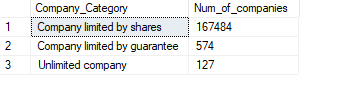 Company_Category Num_of_companies
1 Company limited by shares 167484
2 Company limited by guarantee 574
3 Unlimited company 127